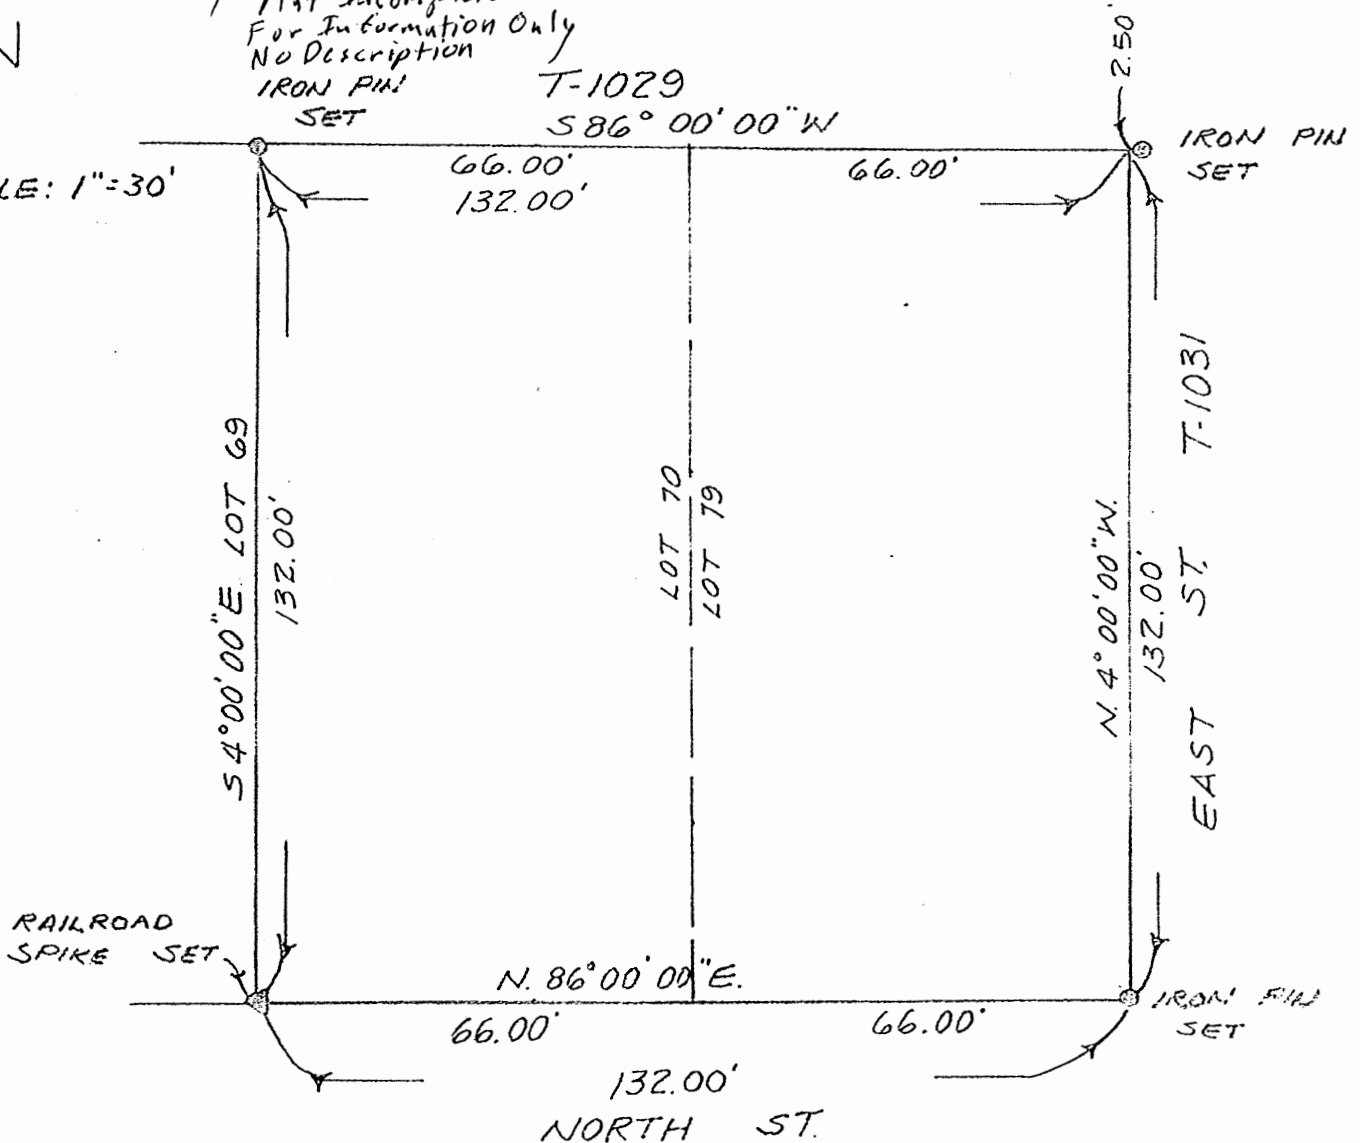 For Information Only
No Description
IRON PIN
SET
T-1029
S 86° 00' 00" W
2.50'
IRON PIN
SET
66.00'
132.00'
66.00'
LE: 1"=30'
S 4° 00' 00" E. LOT 69
132.00'
LOT 70
LOT 79
N. 4° 00' 00" W.
132.00'
EAST ST. T-1031
RAILROAD
SPIKE SET
N. 86° 00' 00" E.
66.00'
66.00'
IRON PIN
SET
132.00'
NORTH ST.